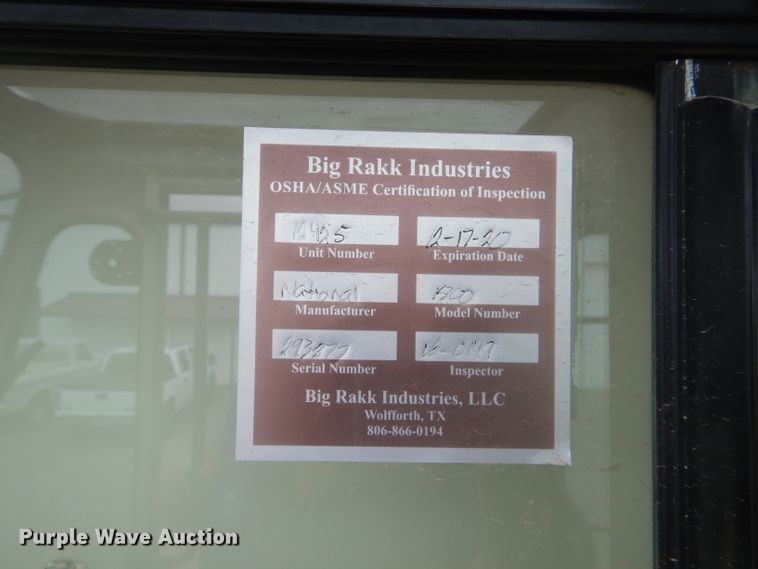 Big Rakk Industries
OSHA/ASME Certification of Inspection
12425 2-17-20
Unit Number Expiration Date
National
Manufacturer Model Number
Serial Number Inspector
Big Rakk Industries, LLC
Wolfforth, TX
806-866-0194
Purple Wave Auction